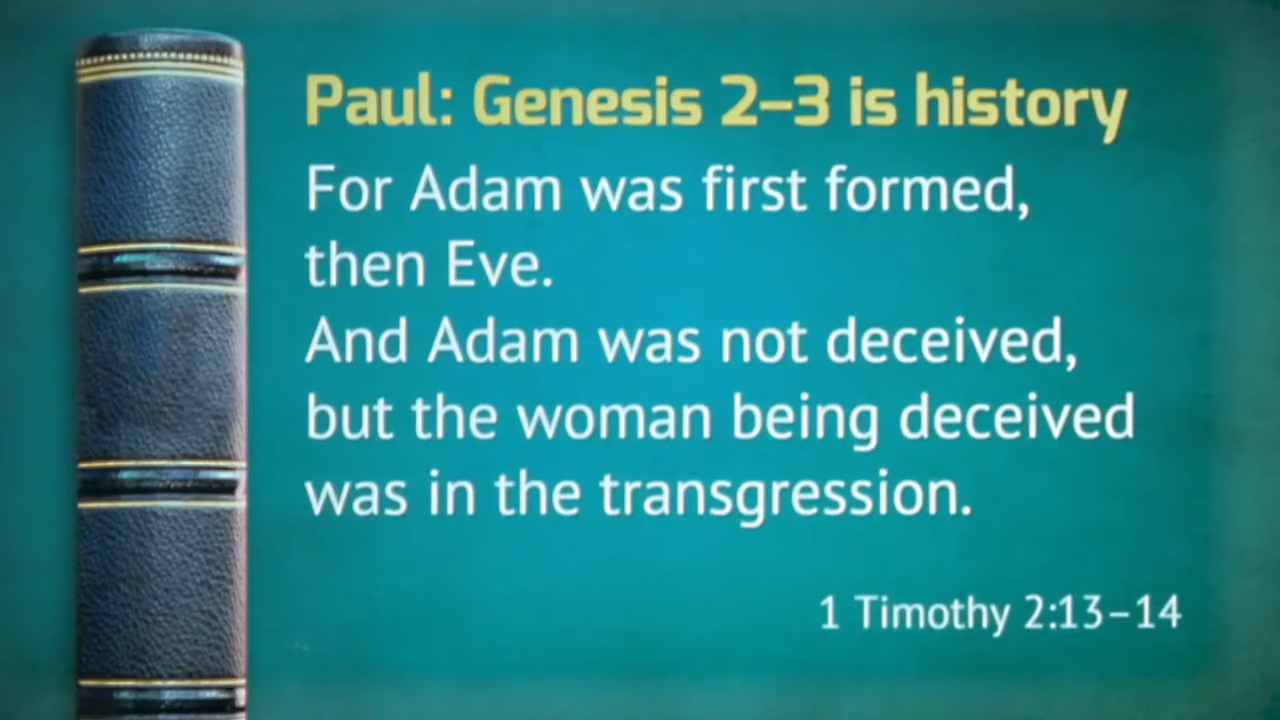 Paul: Genesis 2–3 is history
For Adam was first formed,
then Eve.
And Adam was not deceived,
but the woman being deceived
was in the transgression.
1 Timothy 2:13–14